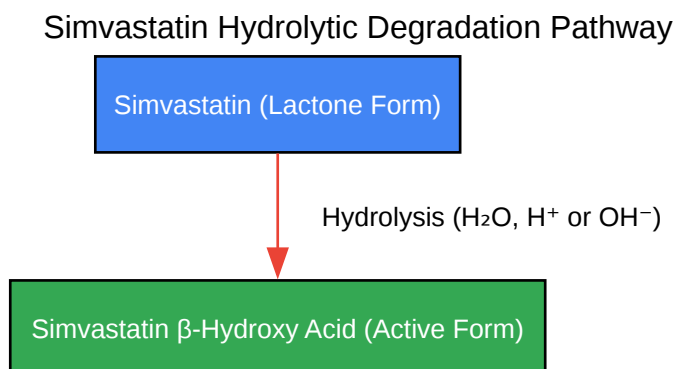 Simvastatin Hydrolytic Degradation Pathway
Simvastatin (Lactone Form)
Hydrolysis (H₂O, H⁺ or OH⁻)
Simvastatin β-Hydroxy Acid (Active Form)